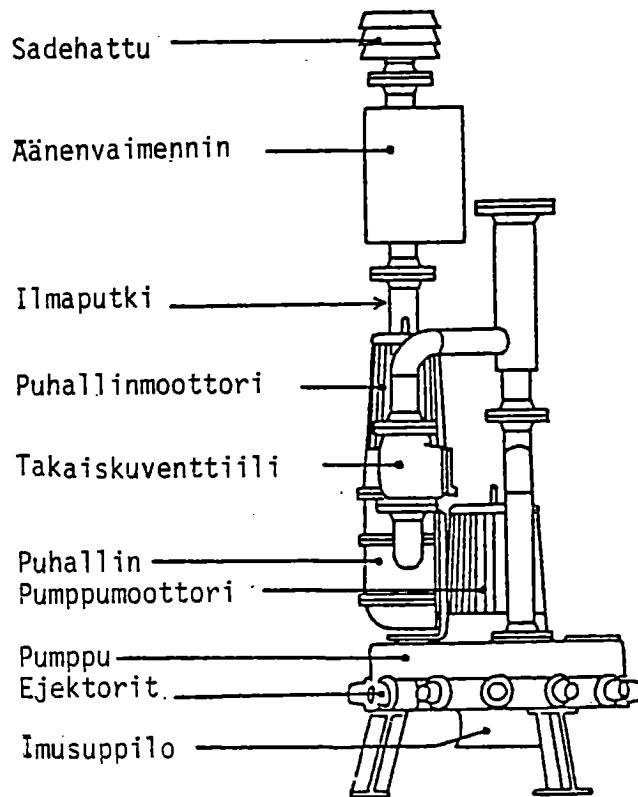 Sadehattu
Äänenvaimennin
Ilmaputki
Puhallinmoottori
Takaiskuventtiili
Puhallin
Pumppumoottori
Pumppu
Ejektorit
Imusuppilo